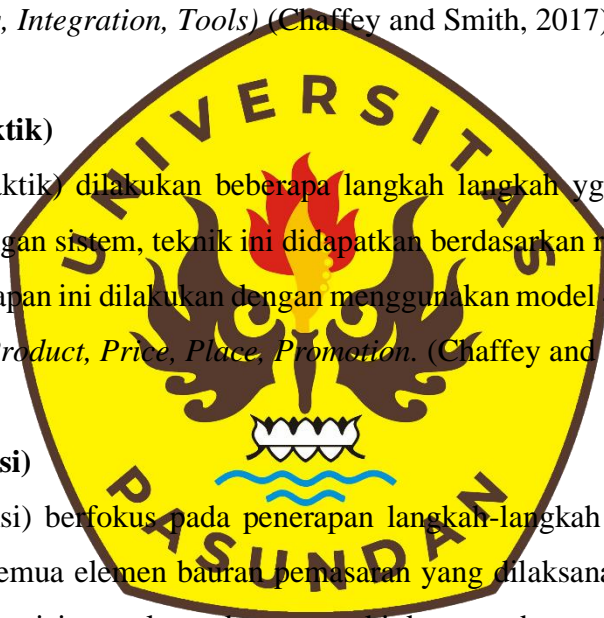 , Integration, Tools) (Chaffey and Smith, 2017)
ktik)
aktik) dilakukan beberapa langkah langkah yg
gan sistem, teknik ini didapatkan berdasarkan
apan ini dilakukan dengan menggunakan model
Product, Price, Place, Promotion. (Chaffey and
si)
si) berfokus pada penerapan langkah-langkah
emua elemen bauran pemasaran yang dilaksana
UNIVERSITAS
PASUNDAN